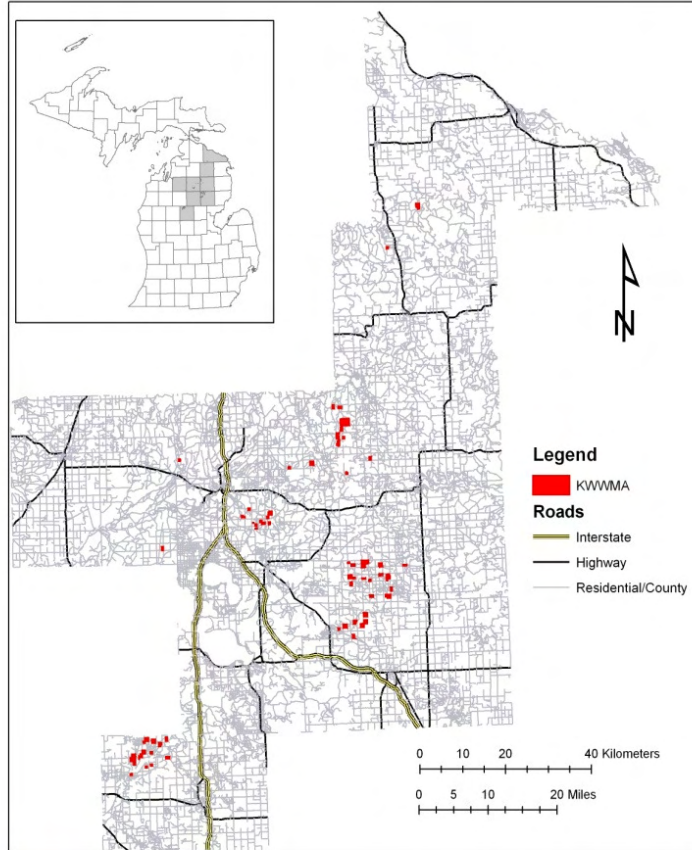 N
Legend
KWWMA
Roads
Interstate
Highway
Residential/County
0 10 20 40 Kilometers
0 5 10 20 Miles